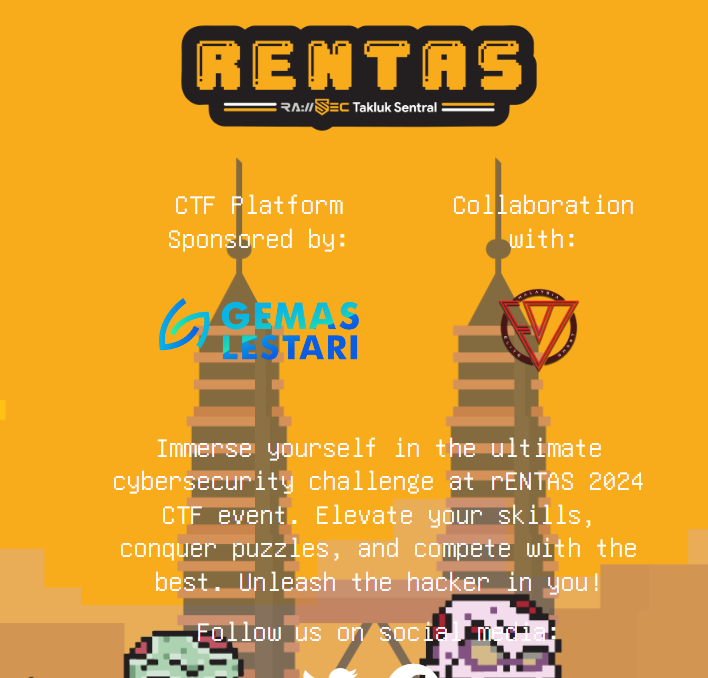 RENTAS
RA:// SEC Takluk Sentral
CTF Platform
Sponsored by:
Collaboration
with:
GEMAS
LESTARI
MALAYSIA
Immerse yourself in the ultimate
cybersecurity challenge at rENTAS 2024
CTF event. Elevate your skills,
conquer puzzles, and compete with the
best. Unleash the hacker in you!
Follow us on social media: